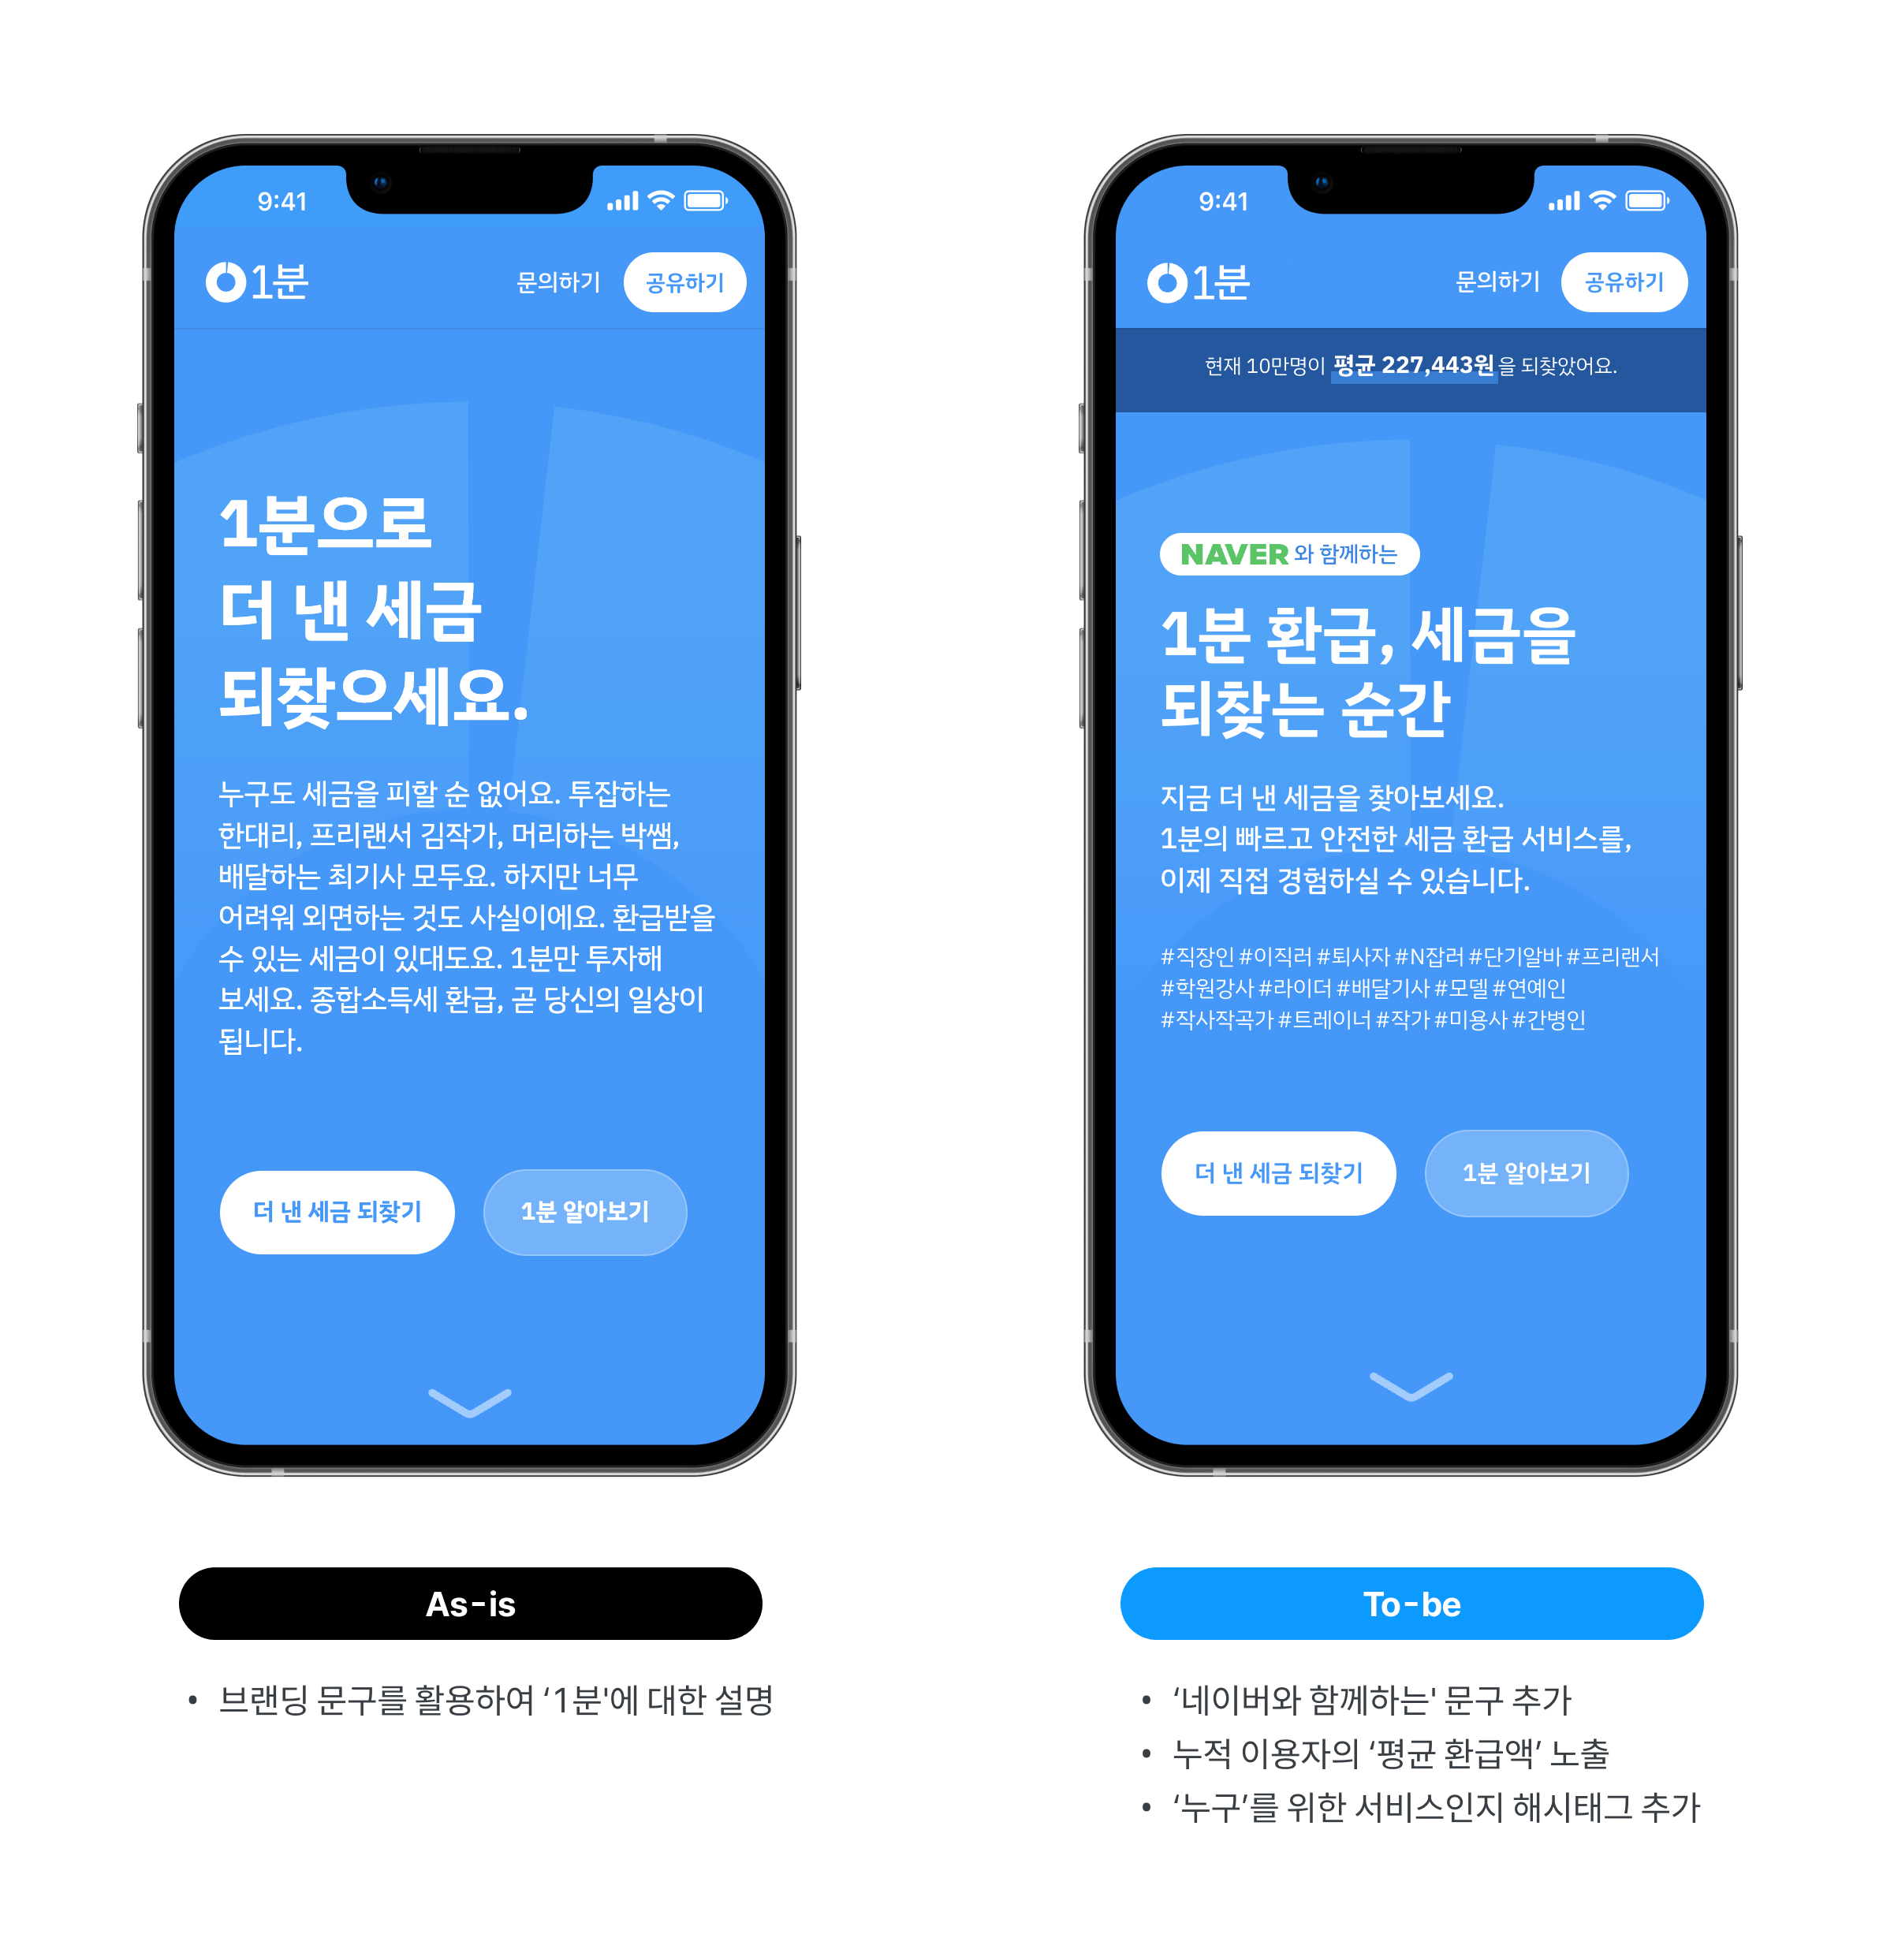 9:41
1분
문의하기
공유하기
1분으로
더 낸 세금
되찾으세요.
누구도 세금을 피할 순 없어요. 투잡하는
한대리, 프리랜서 김작가, 머리하는 박쌤,
배달하는 최기사 모두요. 하지만 너무
어려워 외면하는 것도 사실이에요. 환급받을
수 있는 세금이 있대도요. 1분만 투자해
보세요. 종합소득세 환급, 곧 당신의 일상이
됩니다.
더 낸 세금 되찾기
1분 알아보기
As-is
• 브랜딩 문구를 활용하여 ‘1분'에 대한 설명
9:41
1분
문의하기
공유하기
현재 10만명이 평균 227,443원을 되찾았어요.
NAVER와 함께하는
1분 환급, 세금을
되찾는 순간
지금 더 낸 세금을 찾아보세요.
1분의 빠르고 안전한 세금 환급 서비스를,
이제 직접 경험하실 수 있습니다.
#직장인 #이직러 #퇴사자 #N잡러 #단기알바 #프리랜서
#학원강사 #라이더 #배달기사 #모델 #연예인
#작사작곡가 #트레이너 #작가 #미용사 #간병인
더 낸 세금 되찾기
1분 알아보기
To-be
• ‘네이버와 함께하는' 문구 추가
• 누적 이용자의 ‘평균 환급액’ 노출
• ‘누구’를 위한 서비스인지 해시태그 추가